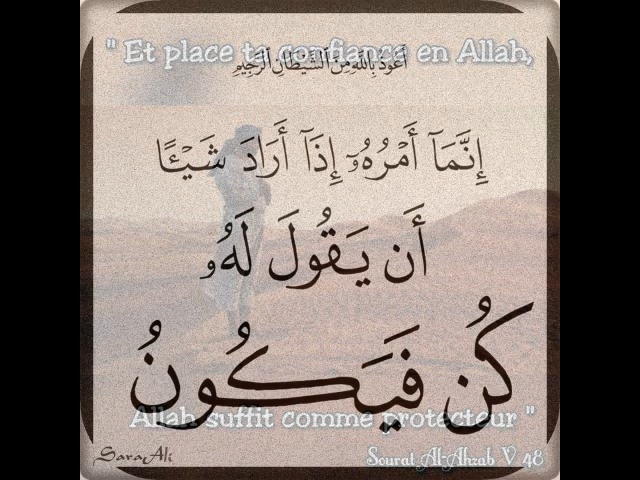 " Et place ta confiance en Allah,
أَعُوذُ بِاللَّهِ مِنَ الشَّيْطَانِ الرَّجِيمِ
إِنَّمَآ أَمْرُهُۥٓ إِذَآ أَرَادَ شَيْـًٔا
أَن يَقُولَ لَهُۥ
كُن فَيَكُونُ
Allah suffit comme protecteur "
SaraAli
Sourat Al-Ahzab V 48